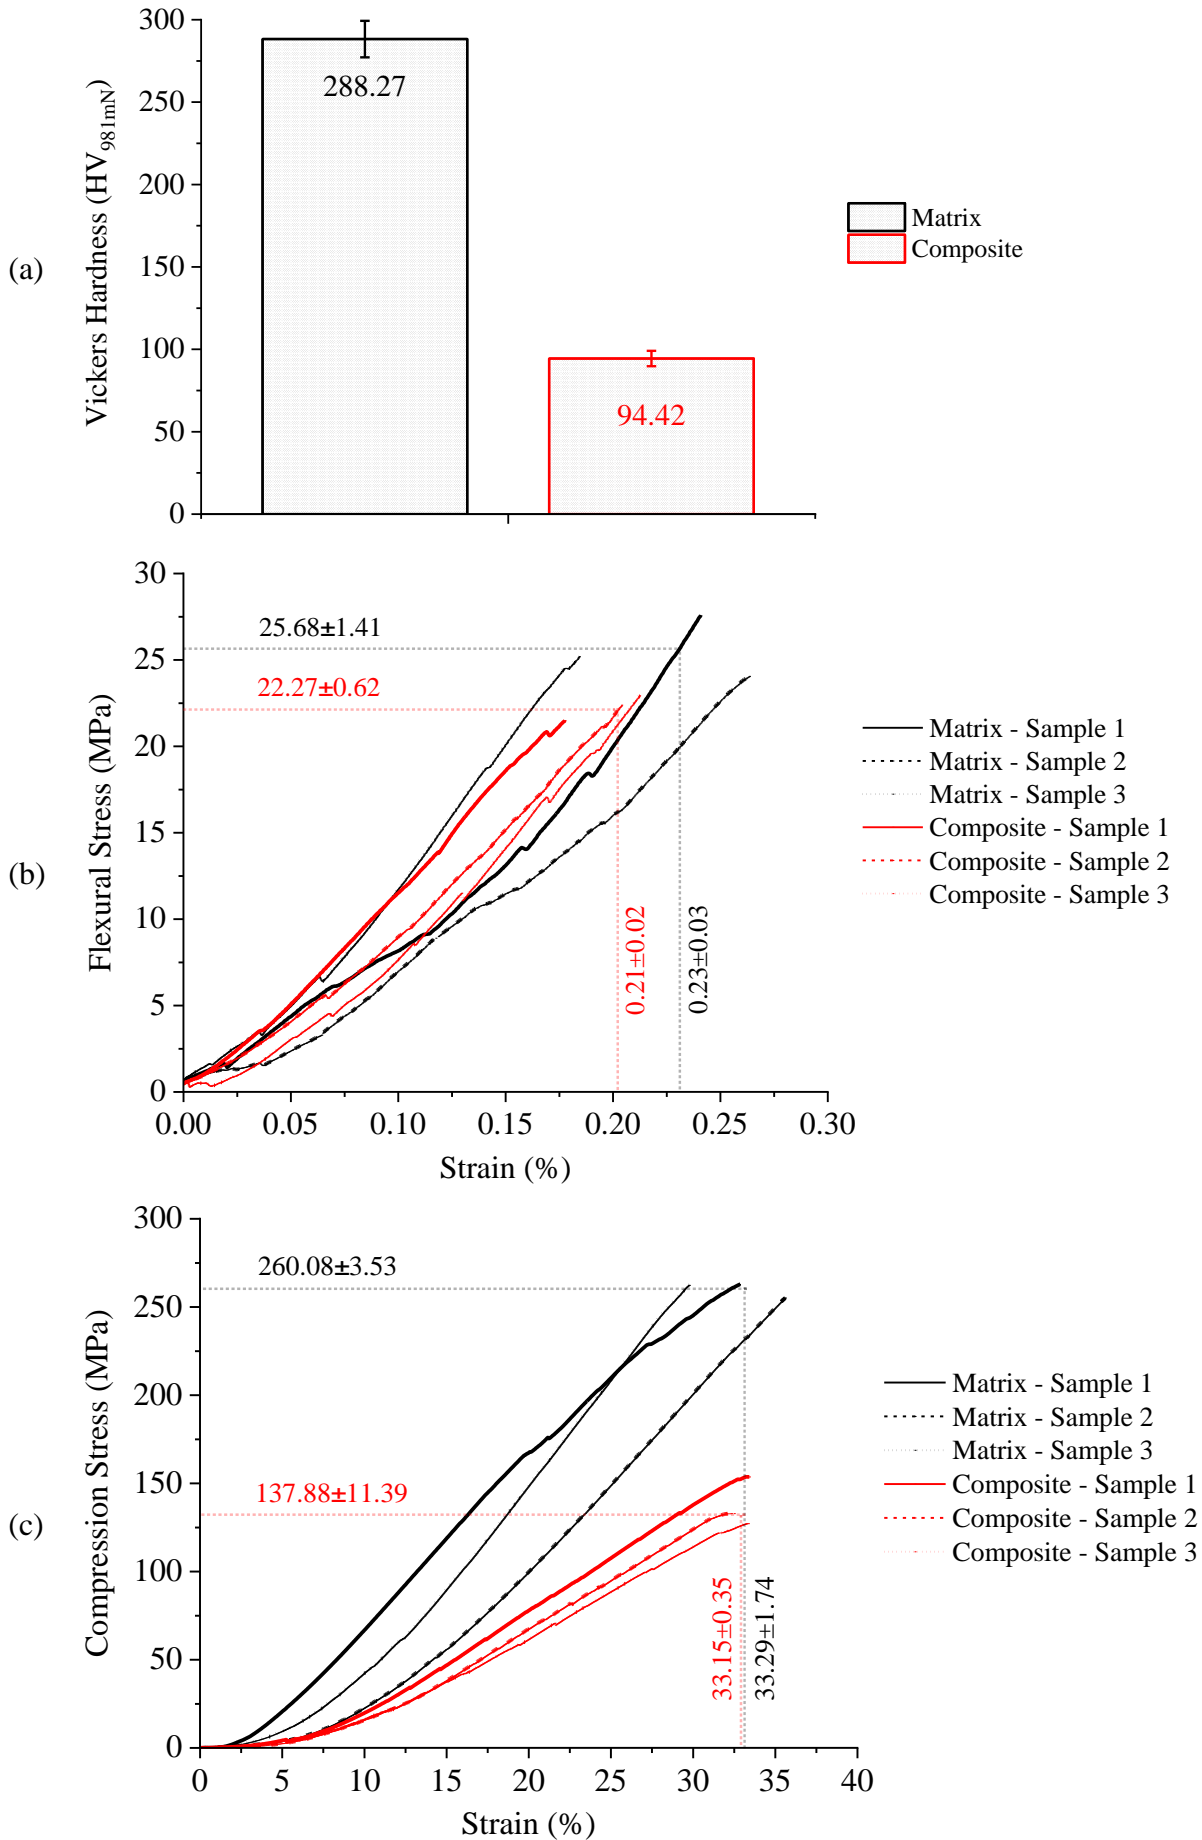 (a)
Vickers Hardness (HV981mN)
300
250
200
150
100
50
0
288.27
94.42
Matrix
Composite
(b)
Flexural Stress (MPa)
30
25
20
15
10
5
0
25.68±1.41
22.27±0.62
0.21±0.02
0.23±0.03
0.00 0.05 0.10 0.15 0.20 0.25 0.30
Strain (%)
Matrix - Sample 1
Matrix - Sample 2
Matrix - Sample 3
Composite - Sample 1
Composite - Sample 2
Composite - Sample 3
(c)
Compression Stress (MPa)
300
250
200
150
100
50
0
260.08±3.53
137.88±11.39
33.15±0.35
33.29±1.74
0 5 10 15 20 25 30 35 40
Strain (%)
Matrix - Sample 1
Matrix - Sample 2
Matrix - Sample 3
Composite - Sample 1
Composite - Sample 2
Composite - Sample 3